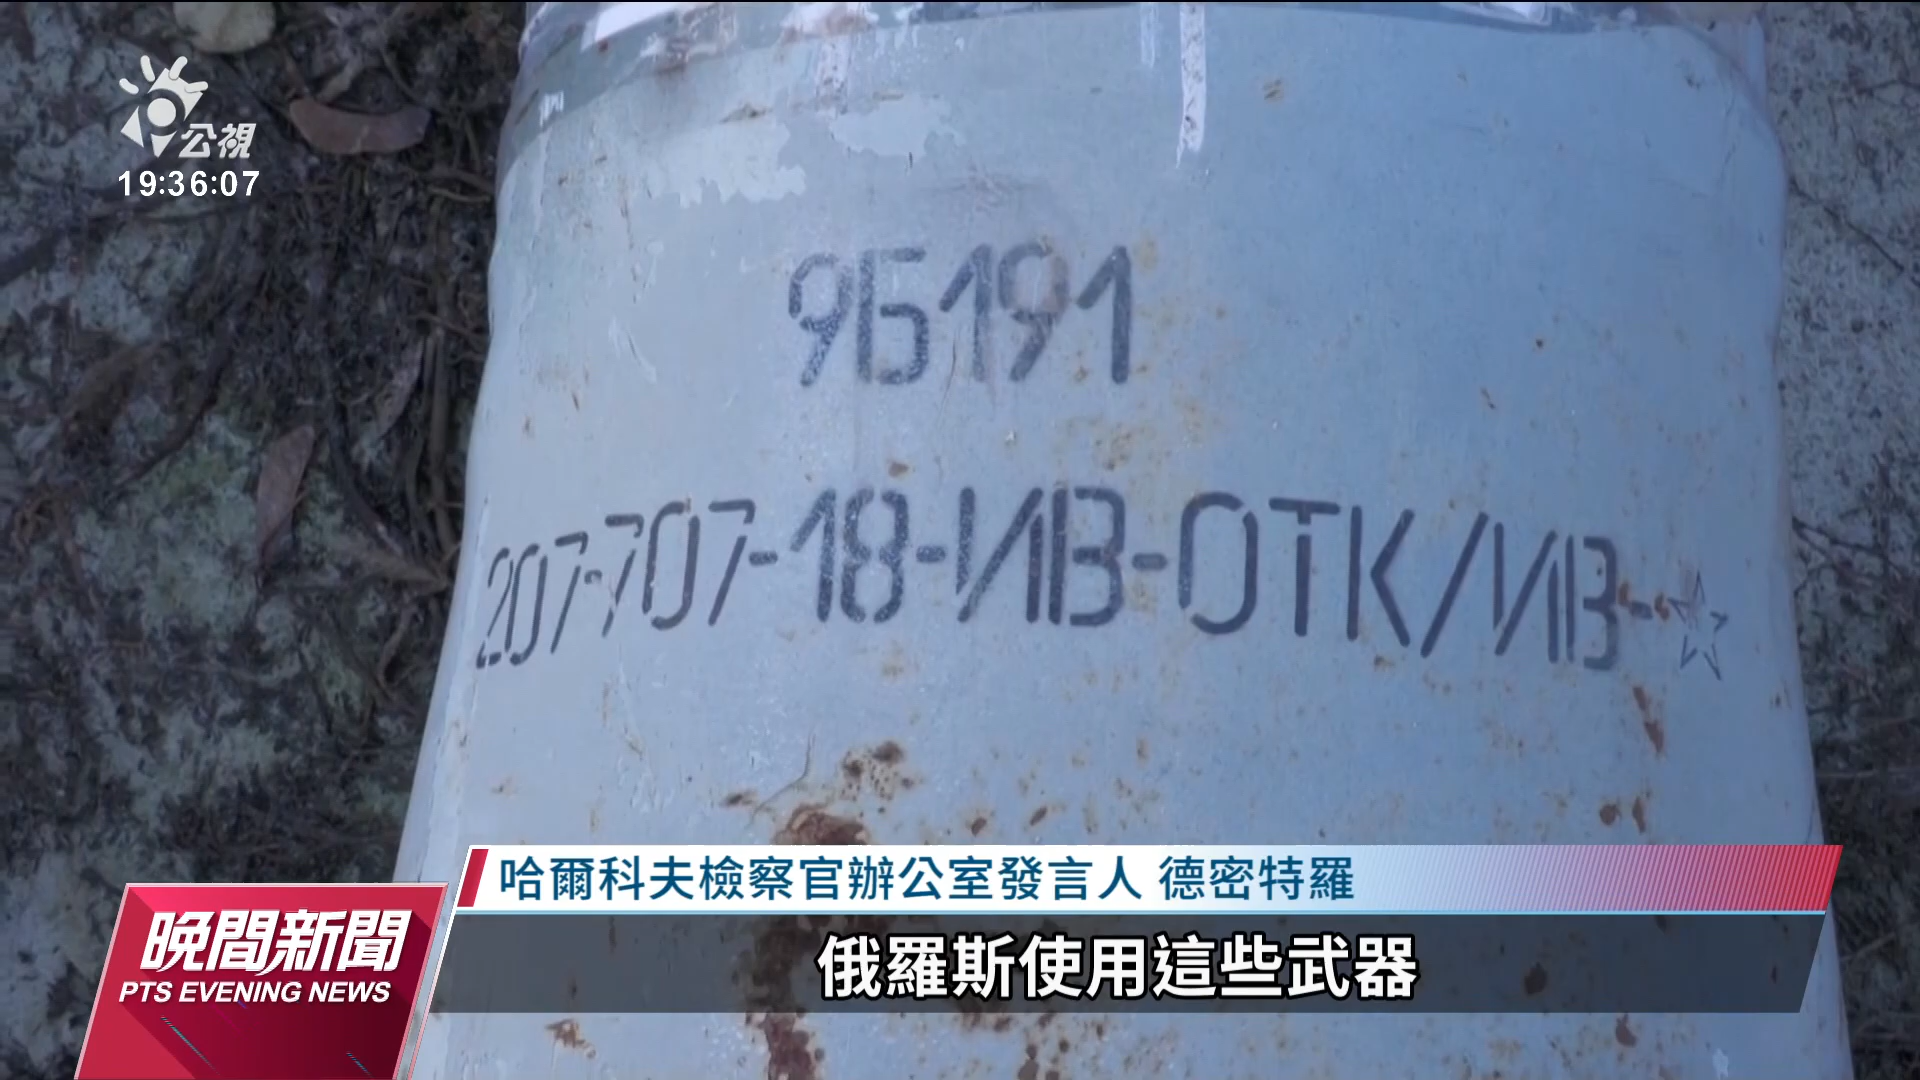 公視
19:36:07
9Б191
207-707-18-ИВ-ОТК/ИВ-☆
哈爾科夫檢察官辦公室發言人 德密特羅
晚間新聞
PTS EVENING NEWS
俄羅斯使用這些武器